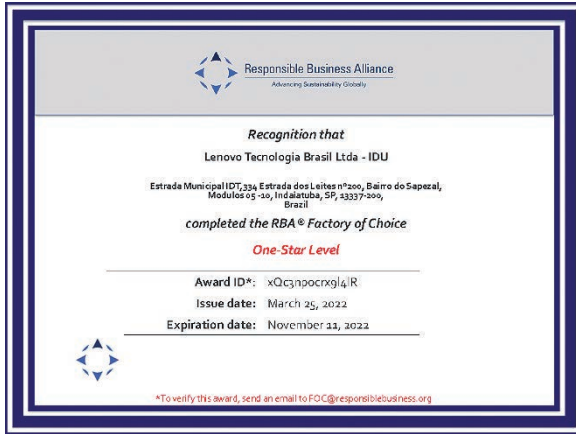 Responsible Business Alliance
Advancing Sustainability Globally
Recognition that
Lenovo Tecnologia Brasil Ltda - IDU
Estrada Municipal IDT, 334 Estrada dos Leites nº200, Bairro do Sapezal,
Modulos 05 -10, Indaiatuba, SP, 13337-200,
Brazil
completed the RBA® Factory of Choice
One-Star Level
Award ID*: xQc3npocrx9l4lR
Issue date: March 25, 2022
Expiration date: November 11, 2022
*To verify this award, send an email to FOC@responsiblebusiness.org